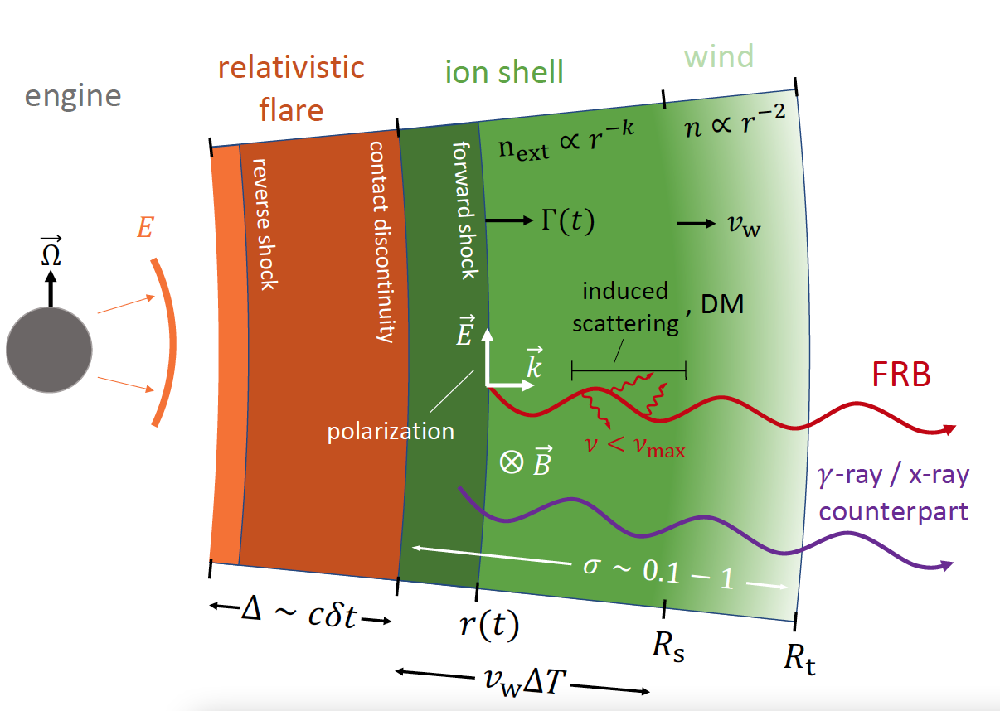 engine
relativistic
flare
ion shell
wind
E
Ω⃗
reverse shock
contact discontinuity
forward shock
n_ext ∝ r^{−k}
n ∝ r^{−2}
Γ(t)
v_w
induced
scattering , DM
E⃗
k⃗
polarization
ν < ν_max
⊗ B⃗
FRB
γ-ray / x-ray
counterpart
σ ~ 0.1 − 1
Δ ~ cδt
r(t)
R_s
R_t
v_w ΔT